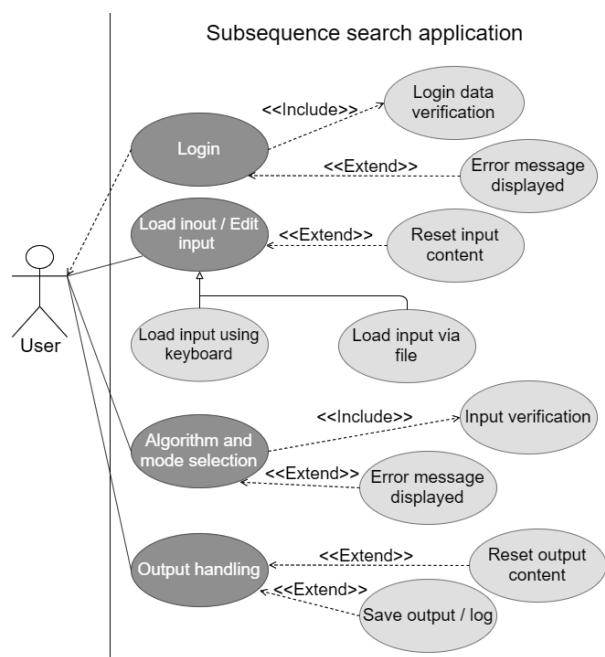 Subsequence search application
Login data
verification
<<Include>>
Login
<<Extend>>
Error message
displayed
Load inout / Edit
input
<<Extend>>
Reset input
content
Load input using
keyboard
Load input via
file
User
<<Include>>
Input verification
Algorithm and
mode selection
<<Extend>>
Error message
displayed
Output handling
<<Extend>>
Reset output
content
<<Extend>>
Save output / log